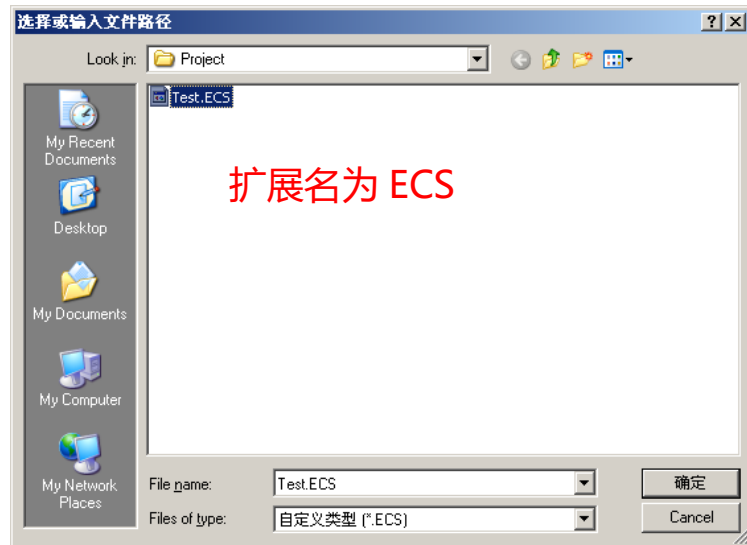 选择或输入文件路径
Look in:
Project
Test.ECS
扩展名为 ECS
My Recent
Documents
Desktop
My Documents
My Computer
My Network
Places
File name:
Test.ECS
确定
Files of type:
自定义类型 (*.ECS)
Cancel